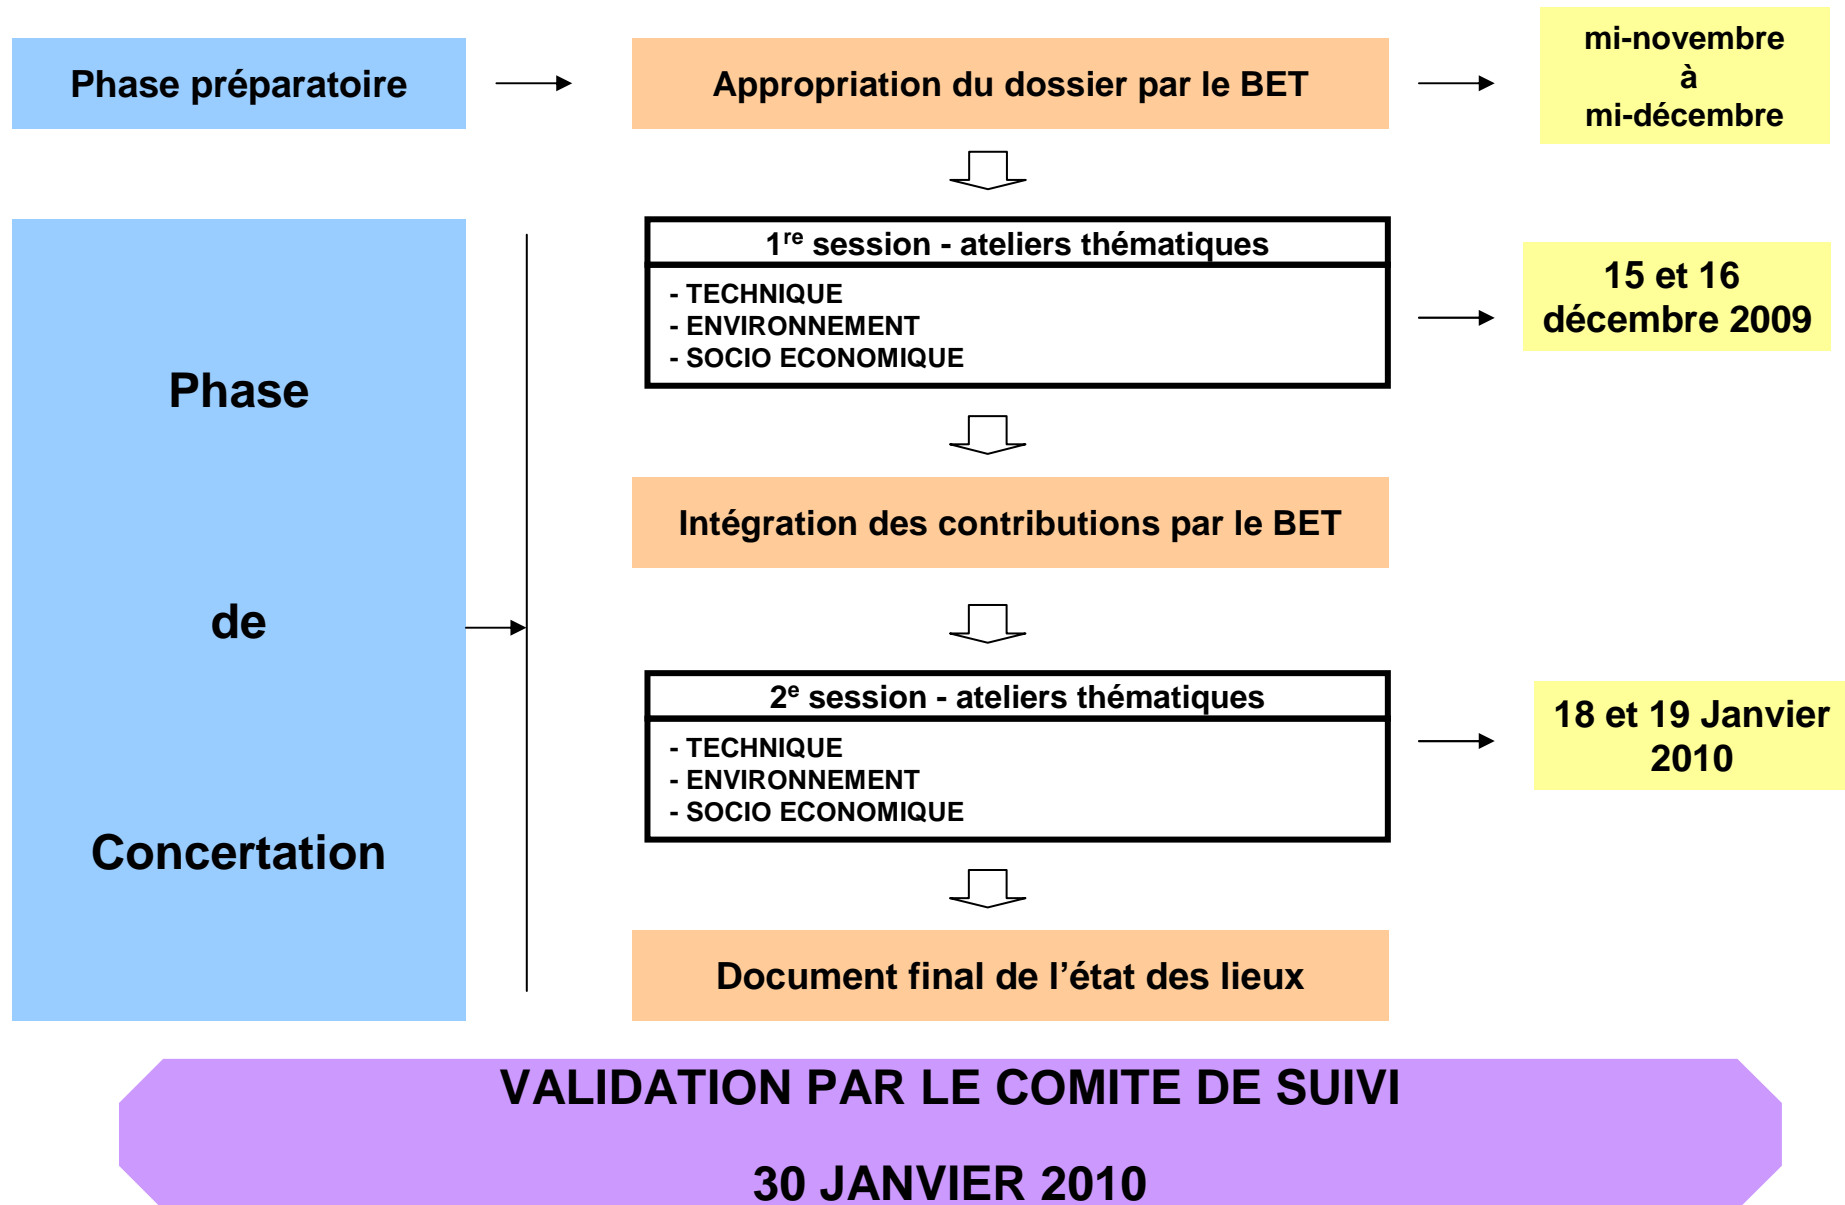 Phase préparatoire
Appropriation du dossier par le BET
mi-novembre
à
mi-décembre
Phase
de
Concertation
1re session - ateliers thématiques
- TECHNIQUE
- ENVIRONNEMENT
- SOCIO ECONOMIQUE
15 et 16
décembre 2009
Intégration des contributions par le BET
2e session - ateliers thématiques
- TECHNIQUE
- ENVIRONNEMENT
- SOCIO ECONOMIQUE
18 et 19 Janvier
2010
Document final de l’état des lieux
VALIDATION PAR LE COMITE DE SUIVI
30 JANVIER 2010